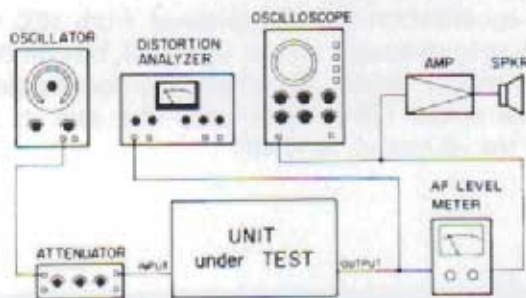 OSCILLATOR
DISTORTION
ANALYZER
OSCILLOSCOPE
AMP
SPKR
AF LEVEL
METER
ATTENUATOR
INPUT
UNIT
under TEST
OUTPUT